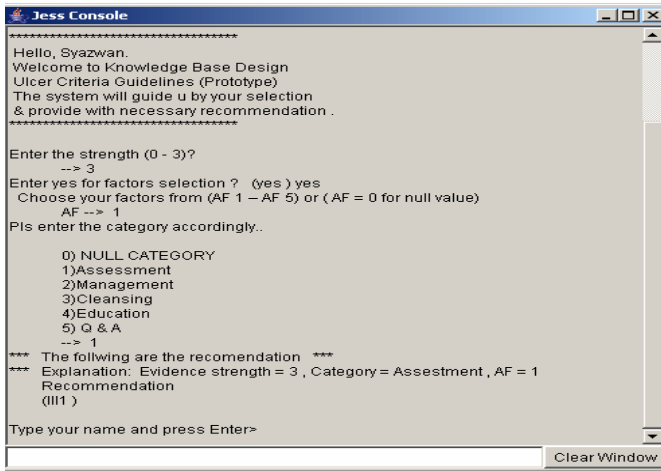 Jess Console
**********************************
Hello, Syazwan.
Welcome to Knowledge Base Design
Ulcer Criteria Guidelines (Prototype)
The system will guide u by your selection
& provide with necessary recommendation .
**********************************
Enter the strength (0 - 3)?
--> 3
Enter yes for factors selection ? (yes ) yes
Choose your factors from (AF 1 – AF 5) or ( AF = 0 for null value)
AF --> 1
Pls enter the category accordingly..
0) NULL CATEGORY
1)Assessment
2)Management
3)Cleansing
4)Education
5) Q & A
--> 1
*** The follwing are the recomendation ***
*** Explanation: Evidence strength = 3 , Category = Assestment , AF = 1
Recommendation
(III1 )
Type your name and press Enter>
Clear Window